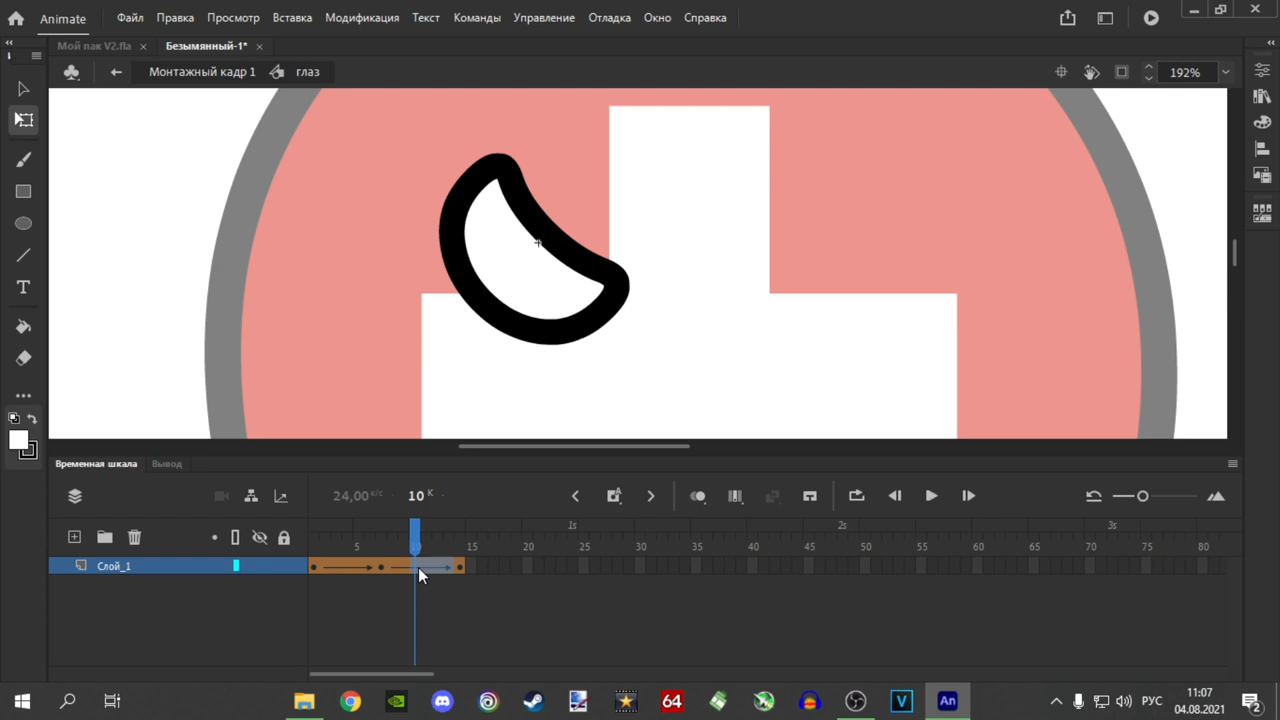 Animate Файл Правка Просмотр Вставка Модификация Текст Команды Управление Отладка Окно Справка
Мой пак V2.fla × Безымянный-1* ×
Монтажный кадр 1 глаз 192%
T
Временная шкала Вывод
24,00 к/с 10 К
1s 2s 3s
5 10 15 20 25 30 35 40 45 50 55 60 65 70 75 80
Слой_1
64 V An РУС 11:07
04.08.2021 2